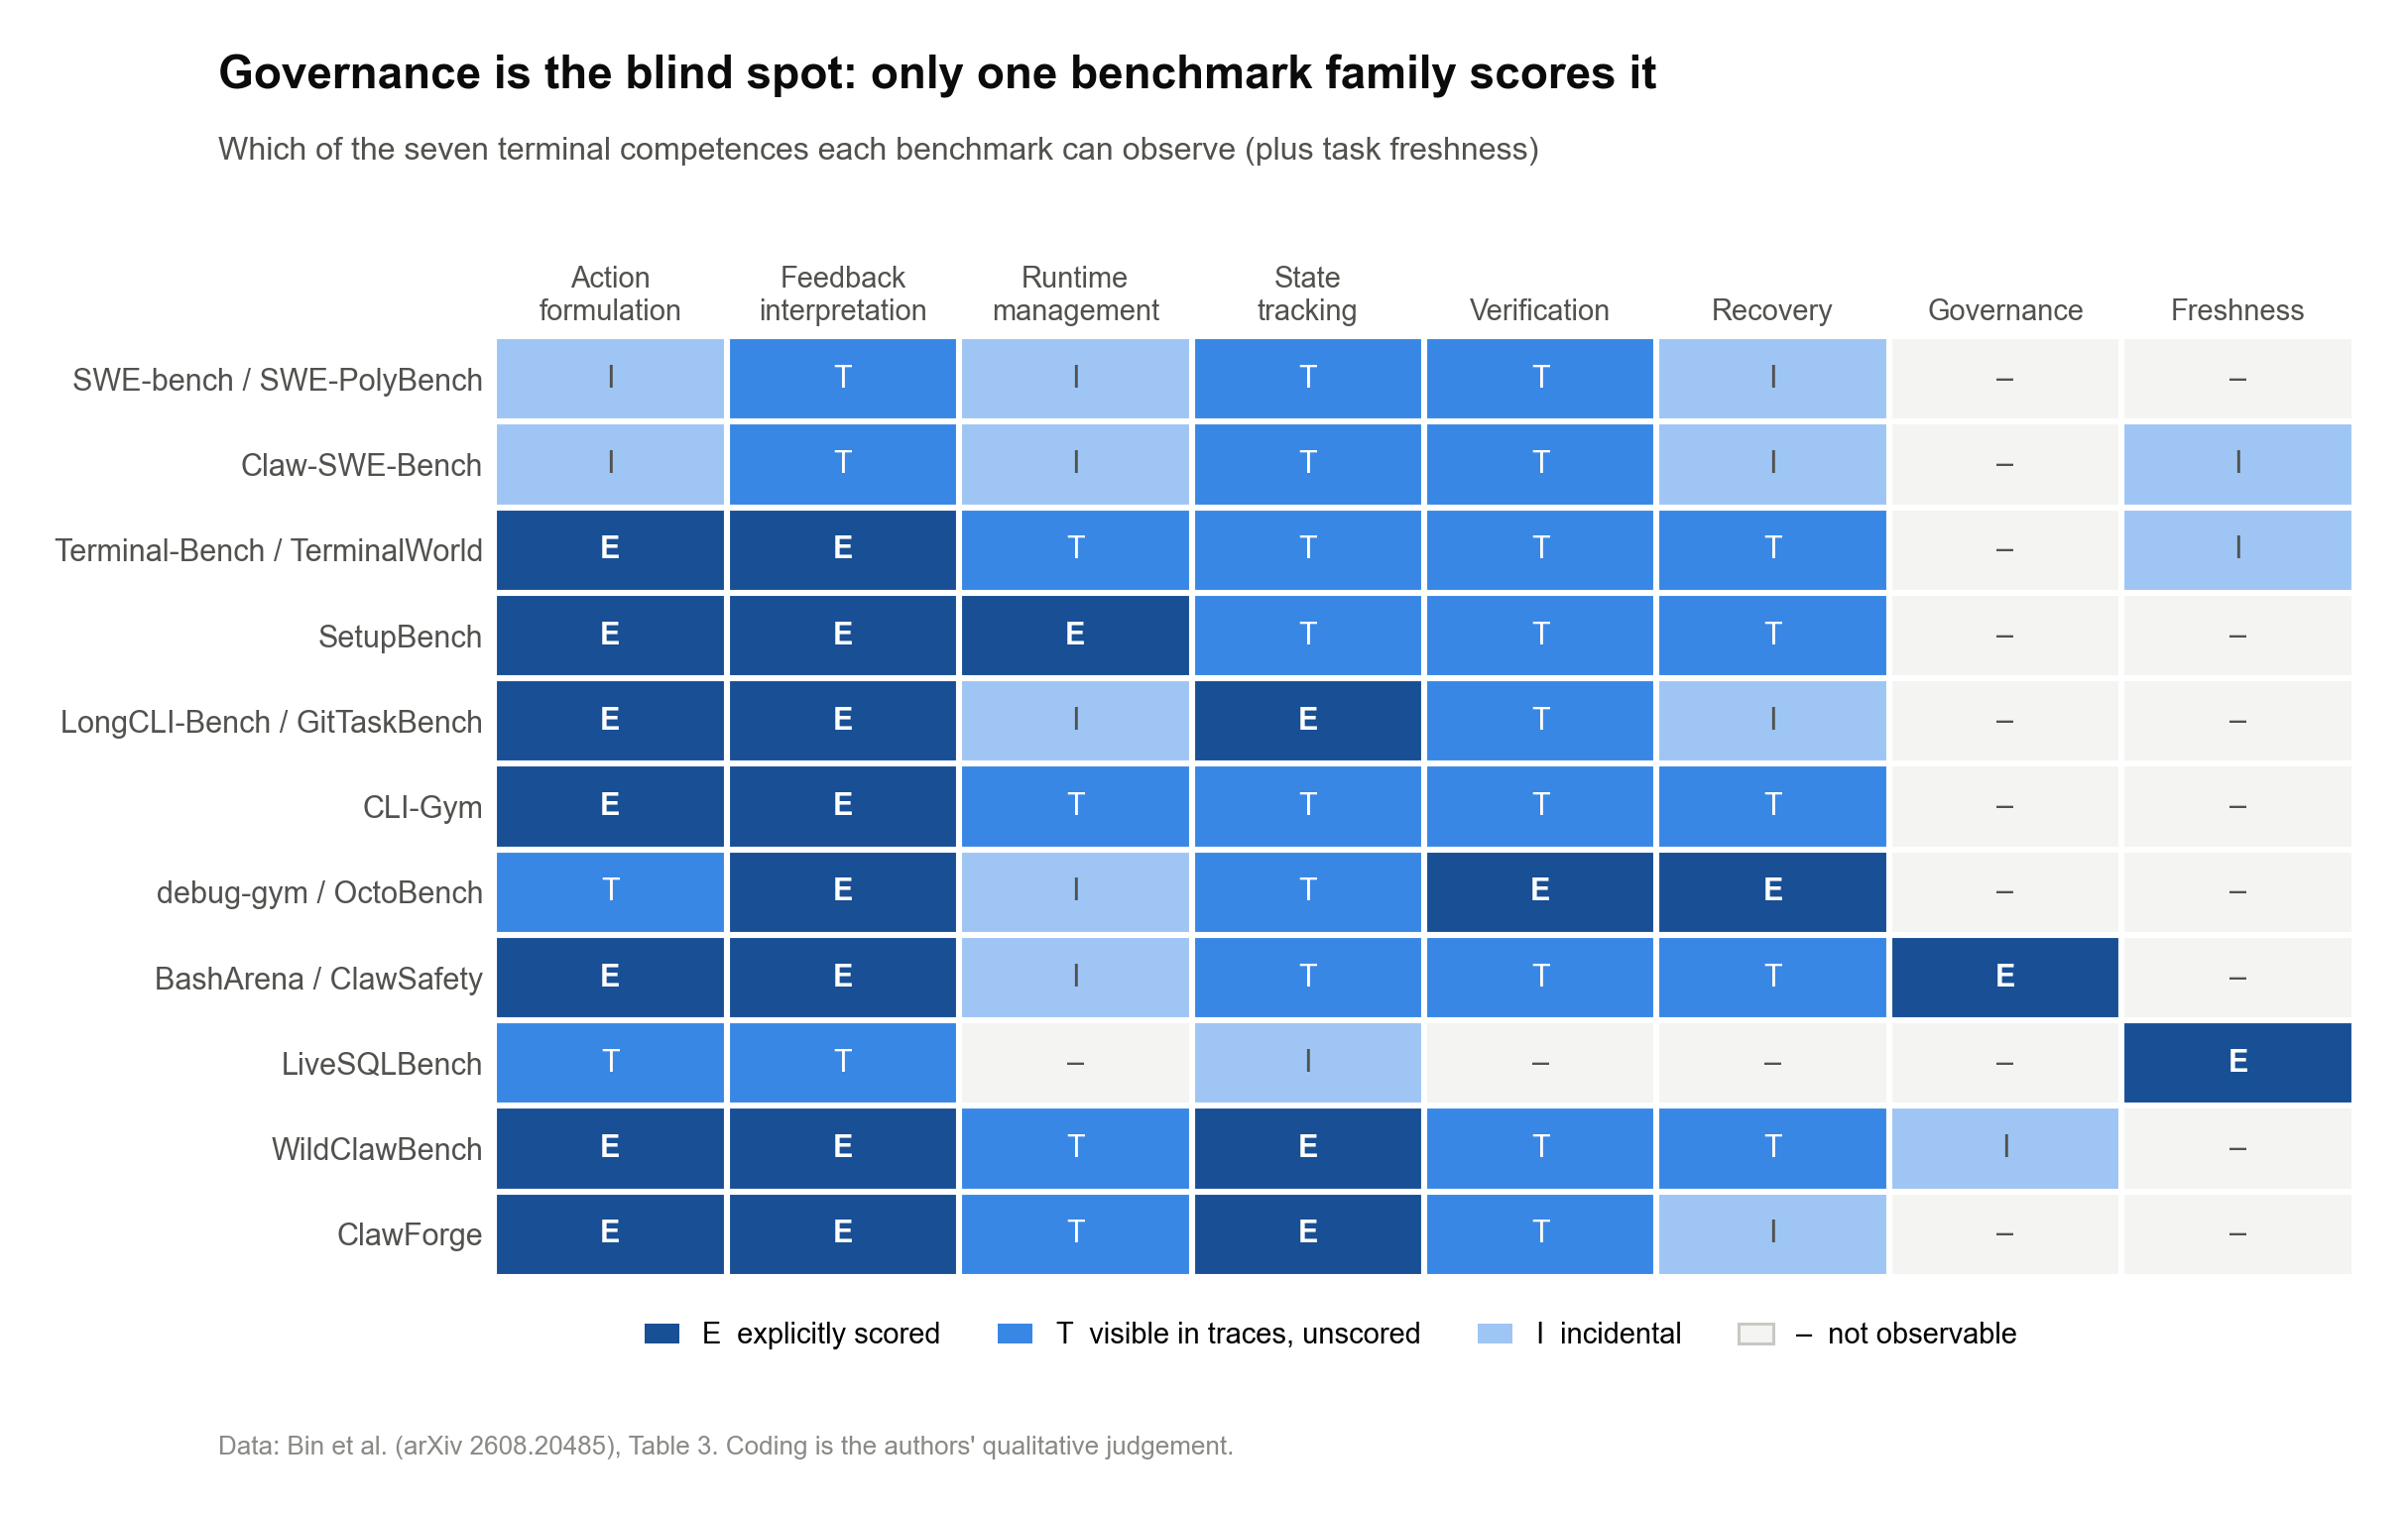 Governance is the blind spot: only one benchmark family scores it
Which of the seven terminal competences each benchmark can observe (plus task freshness)
Action formulation Feedback interpretation Runtime management State tracking Verification Recovery Governance Freshness
SWE-bench / SWE-PolyBench I T I T T I – –
Claw-SWE-Bench I T I T T I – I
Terminal-Bench / TerminalWorld E E T T T T – I
SetupBench E E E T T T – –
LongCLI-Bench / GitTaskBench E E I E T I – –
CLI-Gym E E T T T T – –
debug-gym / OctoBench T E I T E E – –
BashArena / ClawSafety E E I T T T E –
LiveSQLBench T T – I – – – E
WildClawBench E E T E T T I –
ClawForge E E T E T I – –
E explicitly scored T visible in traces, unscored I incidental – not observable
Data: Bin et al. (arXiv 2608.20485), Table 3. Coding is the authors' qualitative judgement.